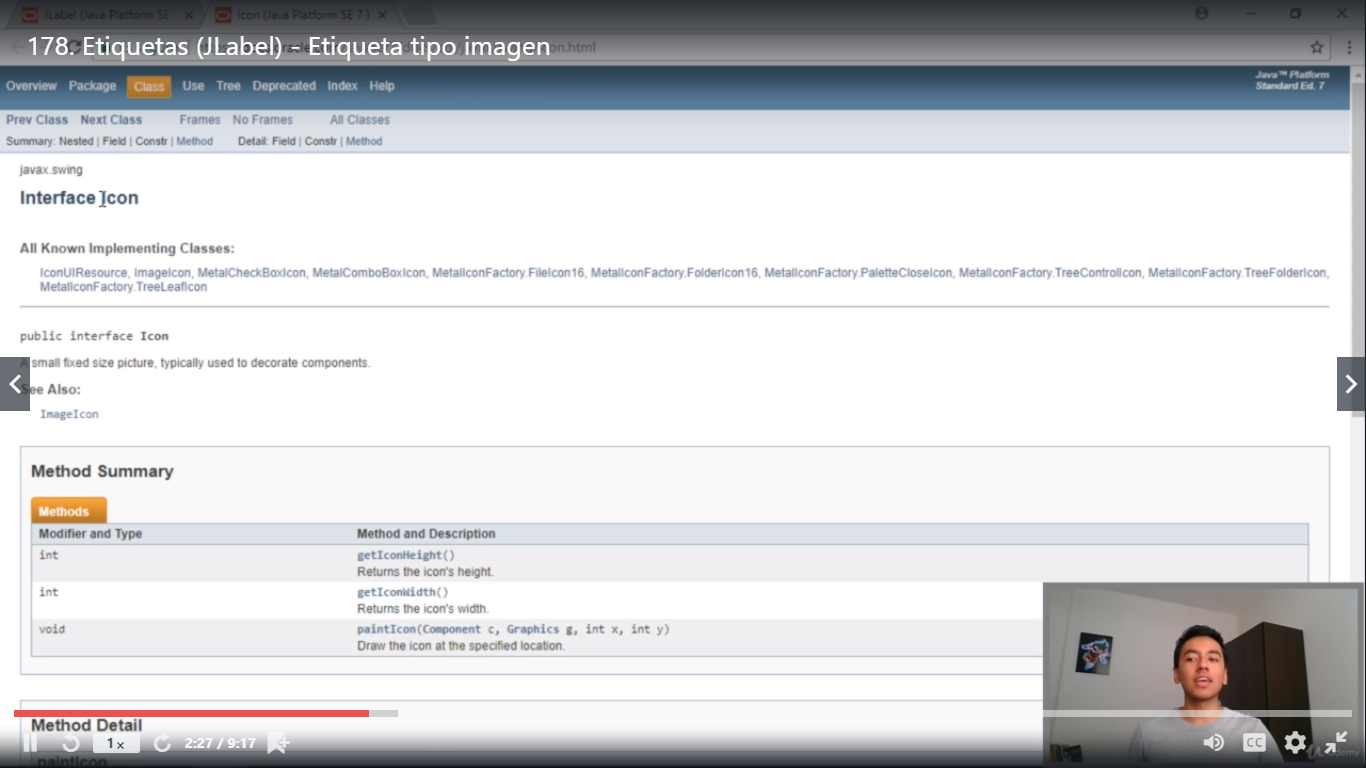 JLabel (Java Platform SE
Icon (Java Platform SE 7 )
178. Etiquetas (JLabel) - Etiqueta tipo imagen
on.html
Overview Package Class Use Tree Deprecated Index Help
Java™ Platform
Standard Ed. 7
Prev Class Next Class Frames No Frames All Classes
Summary: Nested | Field | Constr | Method Detail: Field | Constr | Method
javax.swing
Interface Icon
All Known Implementing Classes:
IconUIResource, ImageIcon, MetalCheckBoxIcon, MetalComboBoxIcon, MetalIconFactory.FileIcon16, MetalIconFactory.FolderIcon16, MetalIconFactory.PaletteCloseIcon, MetalIconFactory.TreeControlIcon, MetalIconFactory.TreeFolderIcon,
MetalIconFactory.TreeLeafIcon
public interface Icon
A small fixed size picture, typically used to decorate components.
See Also:
ImageIcon
Method Summary
Methods
Modifier and Type Method and Description
int getIconHeight()
Returns the icon's height.
int getIconWidth()
Returns the icon's width.
void paintIcon(Component c, Graphics g, int x, int y)
Draw the icon at the specified location.
Method Detail
1 x 2:27 / 9:17 CC
paintIcon